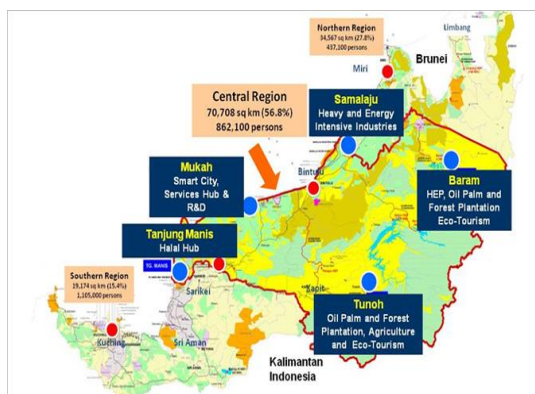 Northern Region
34,567 sq km (27.8%)
437,300 persons
Limbang
Brunei
Miri
Central Region
70,708 sq km (56.8%)
862,100 persons
Samalaju
Heavy and Energy
Intensive Industries
Mukah
Smart City,
Services Hub &
R&D
Bintulu
Baram
HEP, Oil Palm and
Forest Plantation
Eco-Tourism
Tanjung Manis
Halal Hub
TG. MANIS
Southern Region
19,174 sq km (15.4%)
1,105,000 persons
Sarikei
Kapit
Tunoh
Oil Palm and Forest
Plantation, Agriculture
and Eco-Tourism
Kuching
Sri Aman
Kalimantan
Indonesia